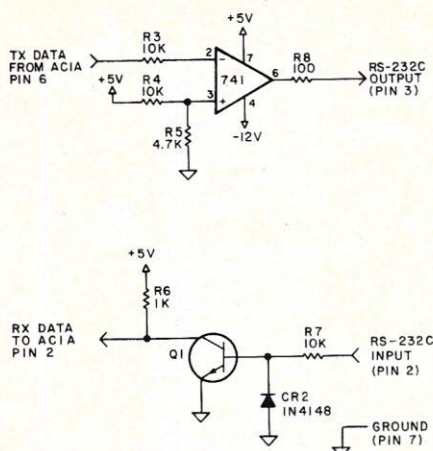 +5V
TX DATA
FROM ACIA
PIN 6
R3
10K
2
−
7
741
6
R8
100
RS-232C
OUTPUT
(PIN 3)
+5V
R4
10K
3
+
4
-12V
R5
4.7K
+5V
R6
1K
RX DATA
TO ACIA
PIN 2
Q1
R7
10K
RS-232C
INPUT
(PIN 2)
CR2
1N4148
GROUND
(PIN 7)